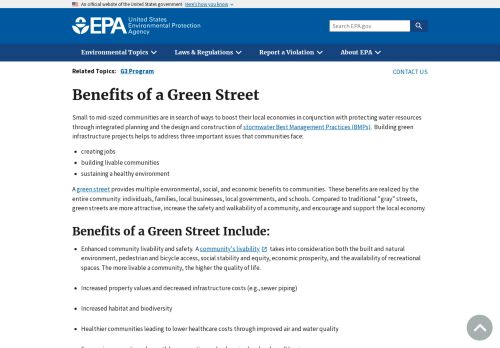 An official website of the United States government Here's how you know
EPA United States
Environmental Protection
Agency
Search EPA.gov
Environmental Topics Laws & Regulations Report a Violation About EPA
Related Topics: G3 Program CONTACT US
Benefits of a Green Street
Small to mid-sized communities are in search of ways to boost their local economies in conjunction with protecting water resources
through integrated planning and the design and construction of stormwater Best Management Practices (BMPs). Building green
infrastructure projects helps to address three important issues that communities face:
creating jobs
building livable communities
sustaining a healthy environment
A green street provides multiple environmental, social, and economic benefits to communities. These benefits are realized by the
entire community: individuals, families, local businesses, local governments, and schools. Compared to traditional "gray" streets,
green streets are more attractive, increase the safety and walkability of a community, and encourage and support the local economy.
Benefits of a Green Street Include:
Enhanced community livability and safety. A community's livability takes into consideration both the built and natural
environment, pedestrian and bicycle access, social stability and equity, economic prosperity, and the availability of recreational
spaces. The more livable a community, the higher the quality of life.
Increased property values and decreased infrastructure costs (e.g., sewer piping)
Increased habitat and biodiversity
Healthier communities leading to lower healthcare costs through improved air and water quality